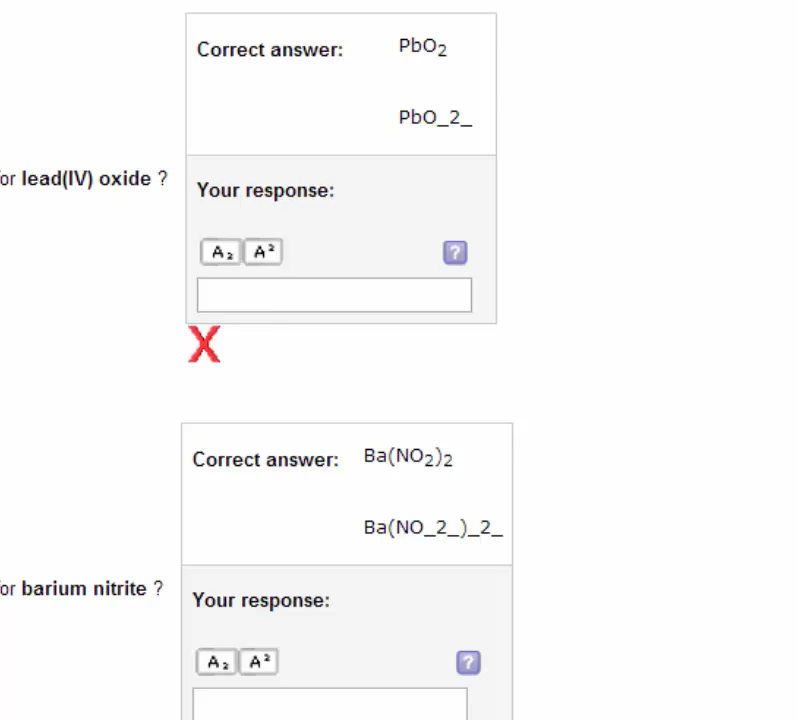 Correct answer: PbO₂
PbO_2_
or lead(IV) oxide ?
Your response:
A₂ A²
?
X
Correct answer: Ba(NO₂)₂
Ba(NO_2_)_2_
or barium nitrite ?
Your response:
A₂ A²
?